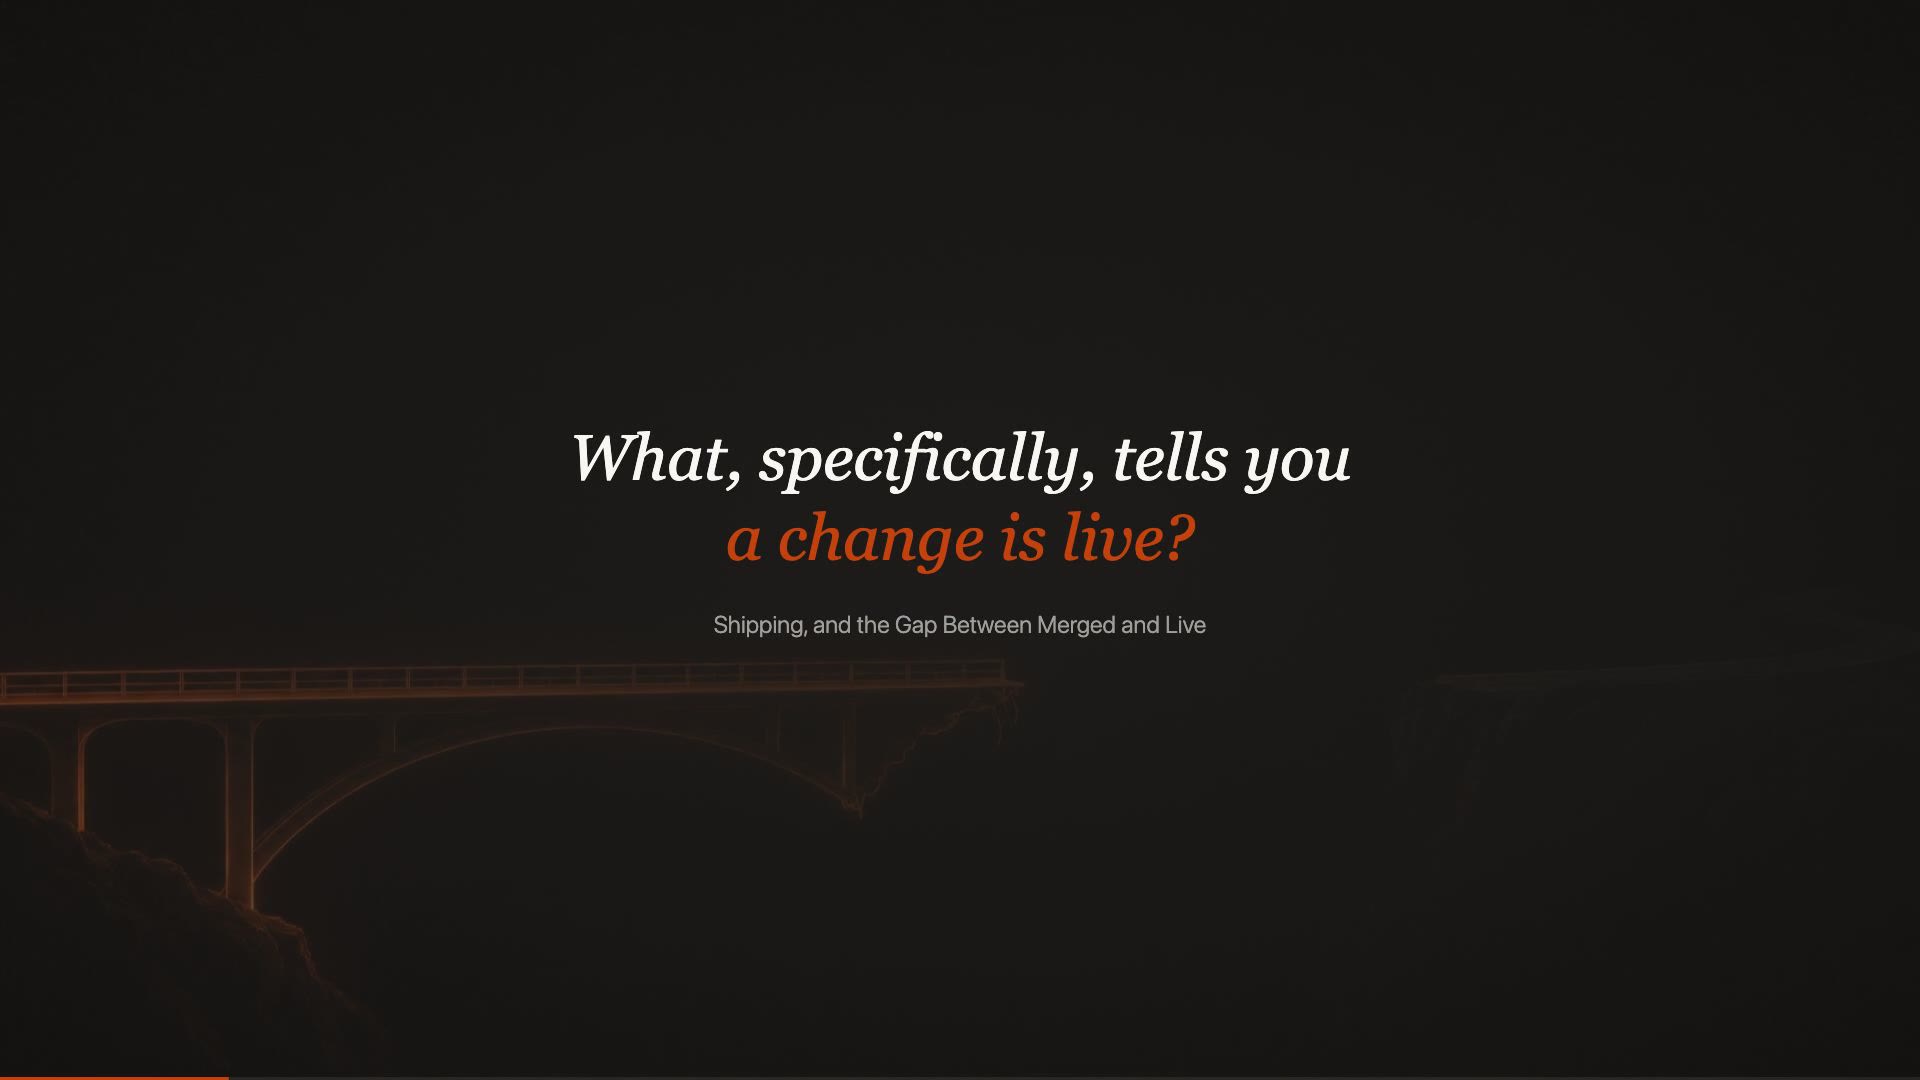 What, specifically, tells you
a change is live?
Shipping, and the Gap Between Merged and Live